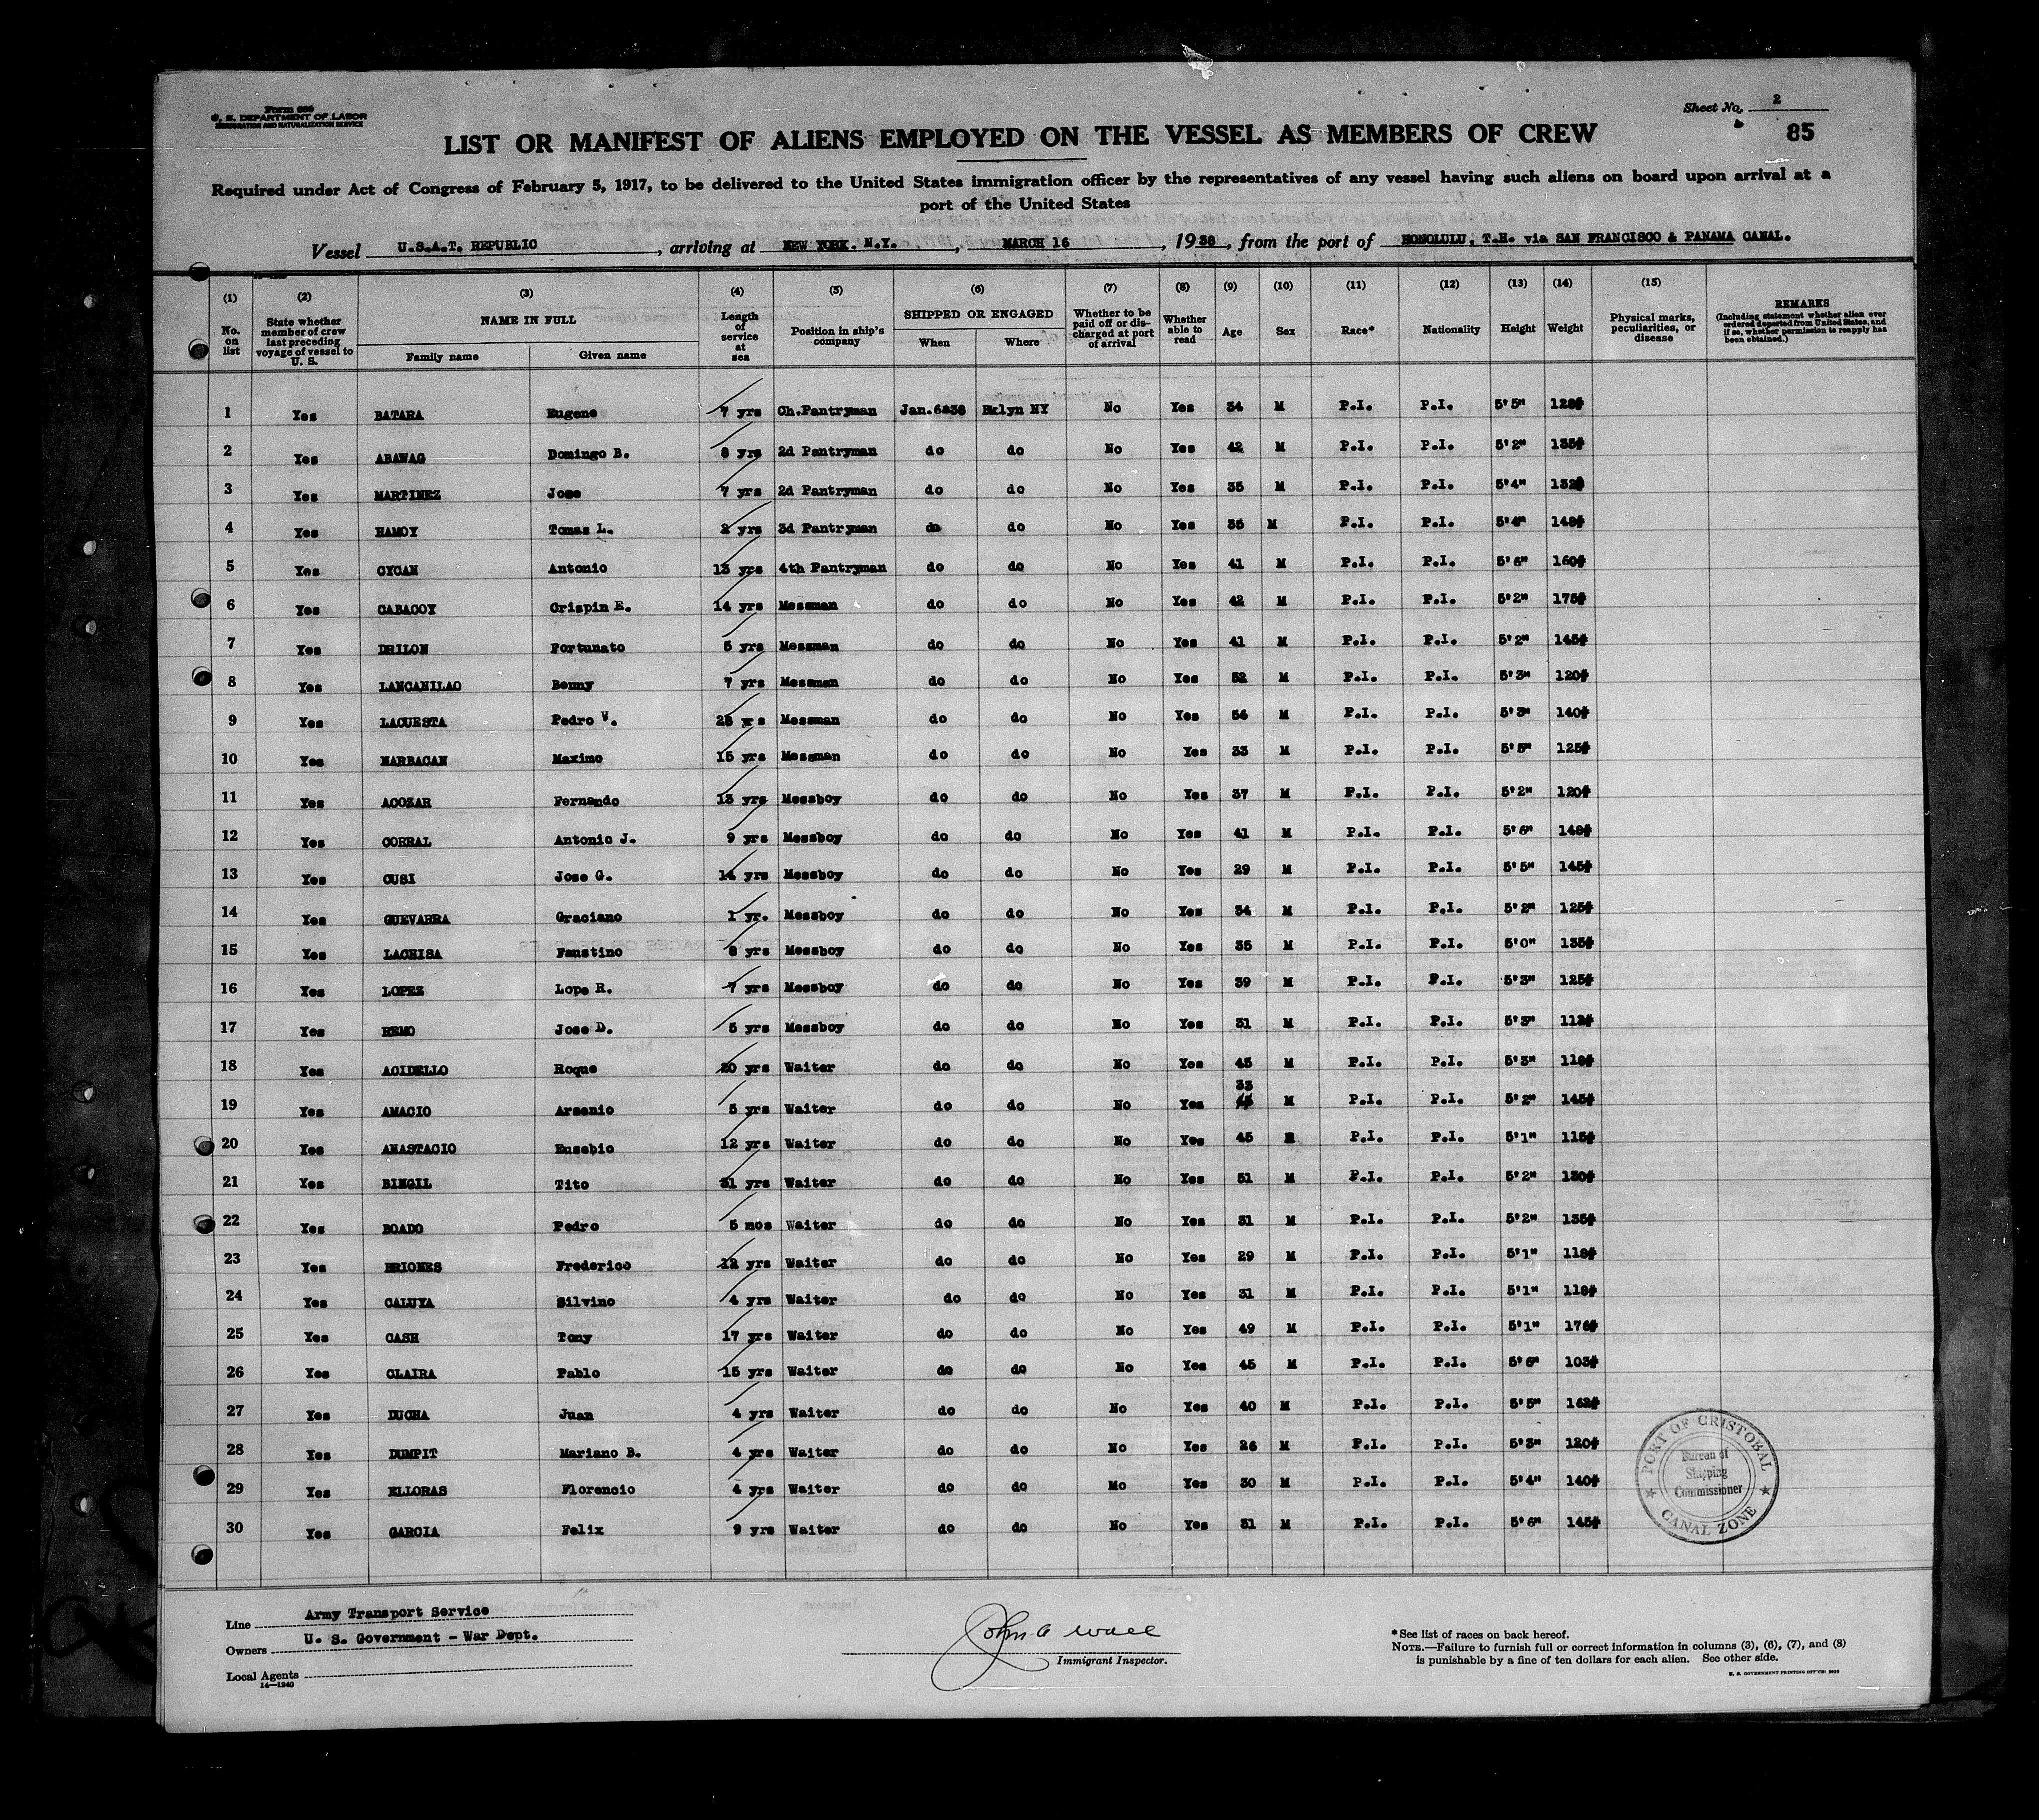 Form 680
U. S. DEPARTMENT OF LABOR
IMMIGRATION AND NATURALIZATION SERVICE
Sheet No. 2
85
LIST OR MANIFEST OF ALIENS EMPLOYED ON THE VESSEL AS MEMBERS OF CREW
Required under Act of Congress of February 5, 1917, to be delivered to the United States immigration officer by the representatives of any vessel having such aliens on board upon arrival at a
port of the United States
Vessel U.S.A.T. REPUBLIC, arriving at NEW YORK. N.Y., MARCH 16, 1938, from the port of HONOLULU, T.H. via SAN FRANCISCO & PANAMA CANAL.
(1) (2) (3) (4) (5) (6) (7) (8) (9) (10) (11) (12) (13) (14) (15)
No. on list
State whether member of crew last preceding voyage of vessel to U. S.
NAME IN FULL
Family name
Given name
Length of service at sea
Position in ship's company
SHIPPED OR ENGAGED
When
Where
Whether to be paid off or discharged at port of arrival
Whether able to read
Age
Sex
Race*
Nationality
Height
Weight
Physical marks, peculiarities, or disease
REMARKS
(Including statement whether alien ever ordered deported from United States, and if so, whether permission to reapply has been obtained.)
1 Yes BATARA Eugene 7 yrs Ch.Pantryman Jan.6@38 Bklyn NY No Yes 34 M P.I. P.I. 5'5" 128#
2 Yes ABAWAG Domingo B. 8 yrs 2d Pantryman do do No Yes 42 M P.I. P.I. 5'2" 135#
3 Yes MARTINEZ Jose 7 yrs 2d Pantryman do do No Yes 35 M P.I. P.I. 5'4" 132#
4 Yes HAMOY Tomas L. 2 yrs 3d Pantryman do do No Yes 35 M P.I. P.I. 5'4" 148#
5 Yes CYCAN Antonio 13 yrs 4th Pantryman do do No Yes 41 M P.I. P.I. 5'6" 160#
6 Yes CABACOY Crispin E. 14 yrs Messman do do No Yes 42 M P.I. P.I. 5'2" 175#
7 Yes DRILON Fortunato 5 yrs Messman do do No Yes 41 M P.I. P.I. 5'2" 145#
8 Yes LANCANILAO Benny 7 yrs Messman do do No Yes 52 M P.I. P.I. 5'3" 120#
9 Yes LACUESTA Pedro V. yrs Messman do do No Yes 56 M P.I. P.I. 5'3" 140#
10 Yes NARBACAN Maximo 15 yrs Messman do do No Yes 33 M P.I. P.I. 5'5" 125#
11 Yes ACOZAR Fernando 13 yrs Messboy do do No Yes 37 M P.I. P.I. 5'2" 120#
12 Yes CORRAL Antonio J. 9 yrs Messboy do do No Yes 41 M P.I. P.I. 5'6" 148#
13 Yes CUSI Jose G. 14 yrs Messboy do do No Yes 29 M P.I. P.I. 5'5" 145#
14 Yes GUEVARRA Graciano 1 yr. Messboy do do No Yes 34 M P.I. P.I. 5'2" 125#
15 Yes LACHISA Faustino 8 yrs Messboy do do No Yes 35 M P.I. P.I. 5'0" 135#
16 Yes LOPEZ Lope R. 7 yrs Messboy do do No Yes 39 M P.I. P.I. 5'3" 125#
17 Yes REMO Jose D. 5 yrs Messboy do do No Yes 31 M P.I. P.I. 5'3" 112#
18 Yes ACIDELLO Roque 20 yrs Waiter do do No Yes 45 M P.I. P.I. 5'3" 118#
19 Yes AMACIO Arsenio 5 yrs Waiter do do No Yes 33 M P.I. P.I. 5'2" 145#
20 Yes ANASTACIO Eusebio 12 yrs Waiter do do No Yes 45 M P.I. P.I. 5'1" 115#
21 Yes BINGIL Tito 31 yrs Waiter do do No Yes 51 M P.I. P.I. 5'2" 130#
22 Yes BOADO Pedro 5 mos Waiter do do No Yes 31 M P.I. P.I. 5'2" 135#
23 Yes BRIONES Frederico 12 yrs Waiter do do No Yes 29 M P.I. P.I. 5'1" 118#
24 Yes CALUYA Silvino 4 yrs Waiter do do No Yes 31 M P.I. P.I. 5'1" 118#
25 Yes CASH Tony 17 yrs Waiter do do No Yes 49 M P.I. P.I. 5'1" 176#
26 Yes CLAIRA Pablo 15 yrs Waiter do do No Yes 45 M P.I. P.I. 5'6" 103#
27 Yes DUCHA Juan 4 yrs Waiter do do No Yes 40 M P.I. P.I. 5'5" 162#
28 Yes DUMPIT Mariano B. 4 yrs Waiter do do No Yes 26 M P.I. P.I. 5'3" 120#
29 Yes ELLORAS Florencio 4 yrs Waiter do do Mo Yes 30 M P.I. P.I. 5'4" 140#
30 Yes GARCIA Felix 9 yrs Waiter do do No Yes 31 M P.I. P.I. 5'6" 145#
PORT OF CRISTOBAL
Bureau of
Shipping
Commissioner
CANAL ZONE
Line Army Transport Service
Owners U. S. Government - War Dept.
Local Agents
14—1240
John A Wall
Immigrant Inspector.
*See list of races on back hereof.
NOTE.—Failure to furnish full or correct information in columns (3), (6), (7), and (8)
is punishable by a fine of ten dollars for each alien. See other side.
U. S. GOVERNMENT PRINTING OFFICE: